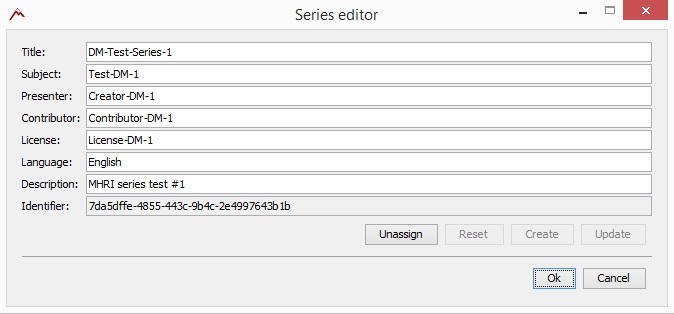 Series editor
Title: DM-Test-Series-1
Subject: Test-DM-1
Presenter: Creator-DM-1
Contributor: Contributor-DM-1
License: License-DM-1
Language: English
Description: MHRI series test #1
Identifier: 7da5dffe-4855-443c-9b4c-2e4997643b1b
Unassign Reset Create Update
Ok Cancel